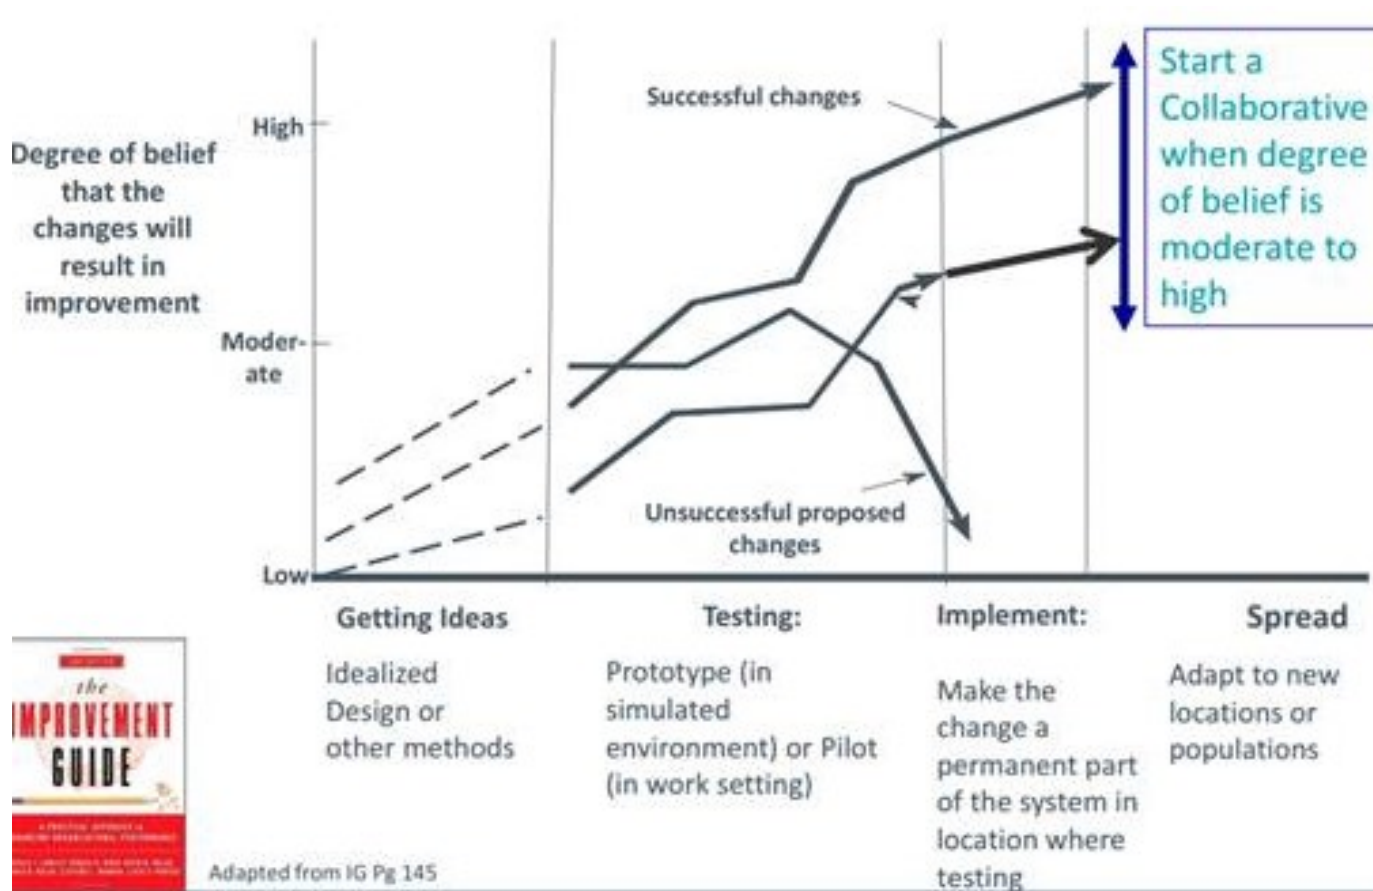 Successful changes
Start a
Collaborative
when degree
of belief is
moderate to
high
High
Degree of belief
that the
changes will
result in
improvement
Moder-
ate
Unsuccessful proposed
changes
Low
Getting Ideas
Idealized
Design or
other methods
Testing:
Prototype (in
simulated
environment) or Pilot
(in work setting)
Implement:
Make the
change a
permanent part
of the system in
location where
testing
Spread
Adapt to new
locations or
populations
the
IMPROVEMENT
GUIDE
Adapted from IG Pg 145